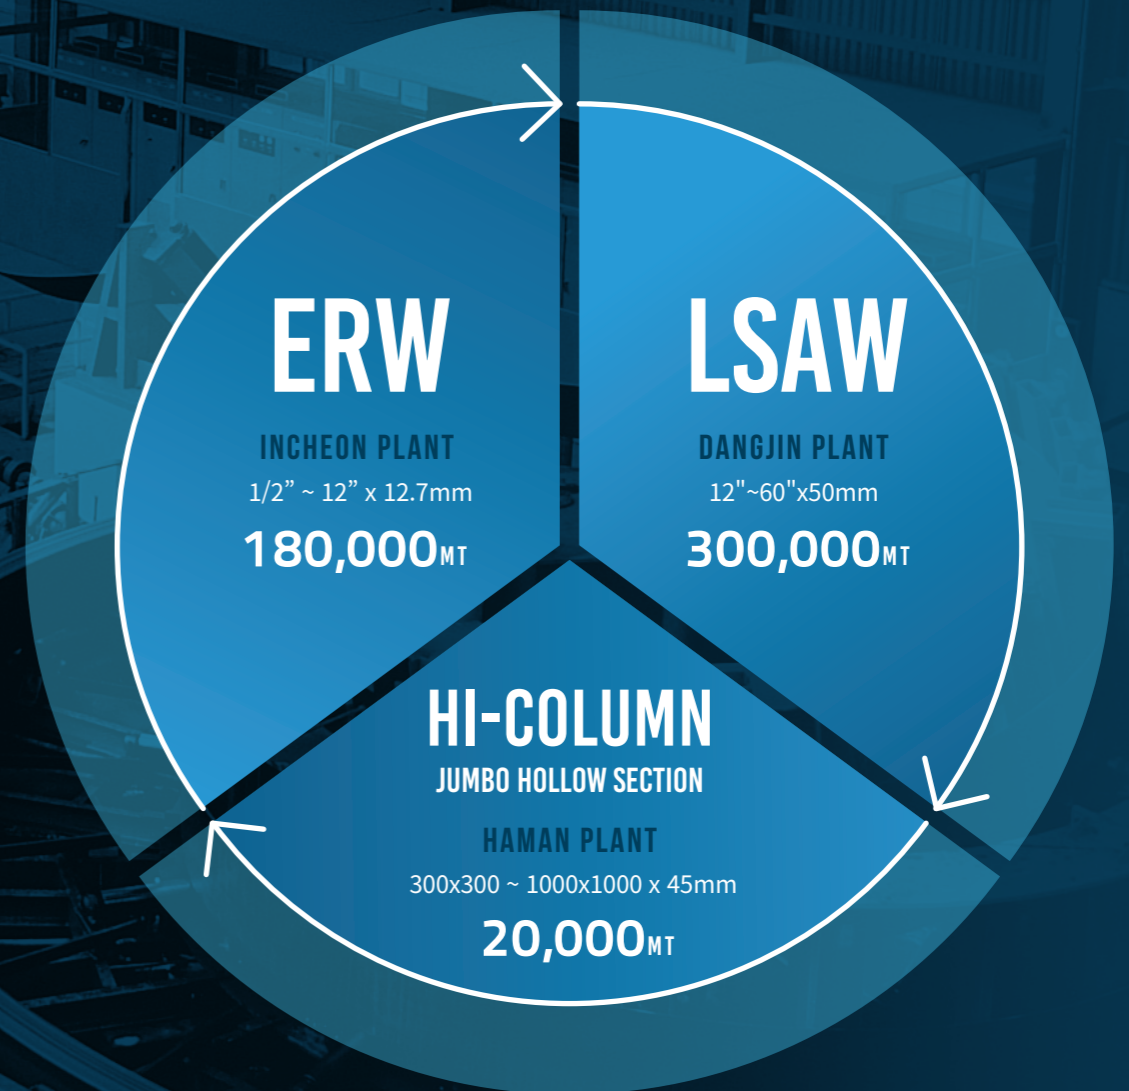 ERW
INCHEON PLANT
1/2” ~ 12” x 12.7mm
180,000MT
LSAW
DANGJIN PLANT
12"~60"x50mm
300,000MT
HI-COLUMN
JUMBO HOLLOW SECTION
HAMAN PLANT
300x300 ~ 1000x1000 x 45mm
20,000MT